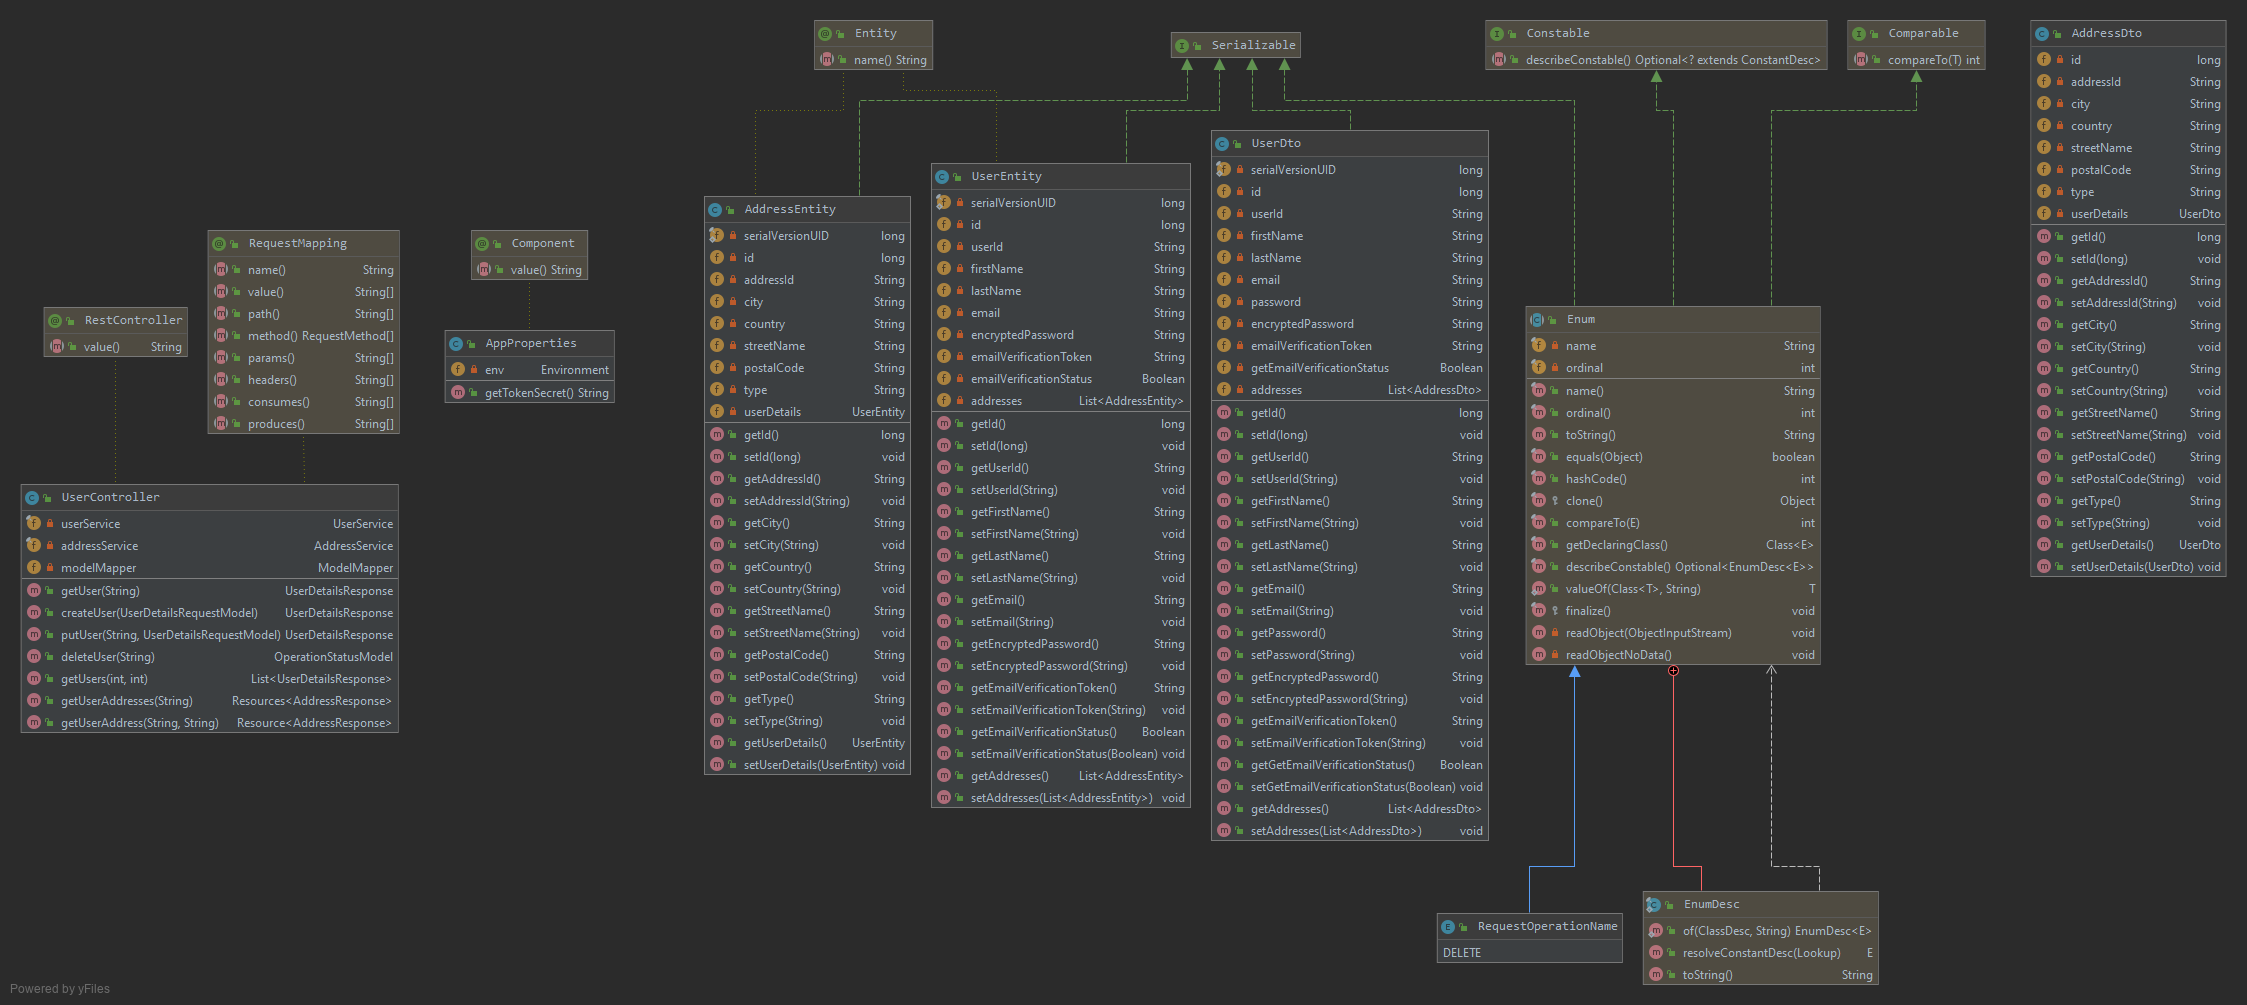 Entity
name() String
Serializable
Constable
describeConstable() Optional<? extends ConstantDesc>
Comparable
compareTo(T) int
AddressDto
id long
addressId String
city String
country String
streetName String
postalCode String
type String
userDetails UserDto
getId() long
setId(long) void
getAddressId() String
setAddressId(String) void
getCity() String
setCity(String) void
getCountry() String
setCountry(String) void
getStreetName() String
setStreetName(String) void
getPostalCode() String
setPostalCode(String) void
getType() String
setType(String) void
getUserDetails() UserDto
setUserDetails(UserDto) void
RestController
value() String
RequestMapping
name() String
value() String[]
path() String[]
method() RequestMethod[]
params() String[]
headers() String[]
consumes() String[]
produces() String[]
Component
value() String
AppProperties
env Environment
getTokenSecret() String
UserController
userService UserService
addressService AddressService
modelMapper ModelMapper
getUser(String) UserDetailsResponse
createUser(UserDetailsRequestModel) UserDetailsResponse
putUser(String, UserDetailsRequestModel) UserDetailsResponse
deleteUser(String) OperationStatusModel
getUsers(int, int) List<UserDetailsResponse>
getUserAddresses(String) Resources<AddressResponse>
getUserAddress(String, String) Resource<AddressResponse>
AddressEntity
serialVersionUID long
id long
addressId String
city String
country String
streetName String
postalCode String
type String
userDetails UserEntity
getId() long
setId(long) void
getAddressId() String
setAddressId(String) void
getCity() String
setCity(String) void
getCountry() String
setCountry(String) void
getStreetName() String
setStreetName(String) void
getPostalCode() String
setPostalCode(String) void
getType() String
setType(String) void
getUserDetails() UserEntity
setUserDetails(UserEntity) void
UserEntity
serialVersionUID long
id long
userId String
firstName String
lastName String
email String
encryptedPassword String
emailVerificationToken String
emailVerificationStatus Boolean
addresses List<AddressEntity>
getId() long
setId(long) void
getUserId() String
setUserId(String) void
getFirstName() String
setFirstName(String) void
getLastName() String
setLastName(String) void
getEmail() String
setEmail(String) void
getEncryptedPassword() String
setEncryptedPassword(String) void
getEmailVerificationToken() String
setEmailVerificationToken(String) void
getEmailVerificationStatus() Boolean
setEmailVerificationStatus(Boolean) void
getAddresses() List<AddressEntity>
setAddresses(List<AddressEntity>) void
UserDto
serialVersionUID long
id long
userId String
firstName String
lastName String
email String
password String
encryptedPassword String
emailVerificationToken String
getEmailVerificationStatus Boolean
addresses List<AddressDto>
getId() long
setId(long) void
getUserId() String
setUserId(String) void
getFirstName() String
setFirstName(String) void
getLastName() String
setLastName(String) void
getEmail() String
setEmail(String) void
getPassword() String
setPassword(String) void
getEncryptedPassword() String
setEncryptedPassword(String) void
getEmailVerificationToken() String
setEmailVerificationToken(String) void
getGetEmailVerificationStatus() Boolean
setGetEmailVerificationStatus(Boolean) void
getAddresses() List<AddressDto>
setAddresses(List<AddressDto>) void
Enum
name String
ordinal int
name() String
ordinal() int
toString() String
equals(Object) boolean
hashCode() int
clone() Object
compareTo(E) int
getDeclaringClass() Class<E>
describeConstable() Optional<EnumDesc<E>>
valueOf(Class<T>, String) T
finalize() void
readObject(ObjectInputStream) void
readObjectNoData() void
RequestOperationName
DELETE
EnumDesc
of(ClassDesc, String) EnumDesc<E>
resolveConstantDesc(Lookup) E
toString() String
Powered by yFiles